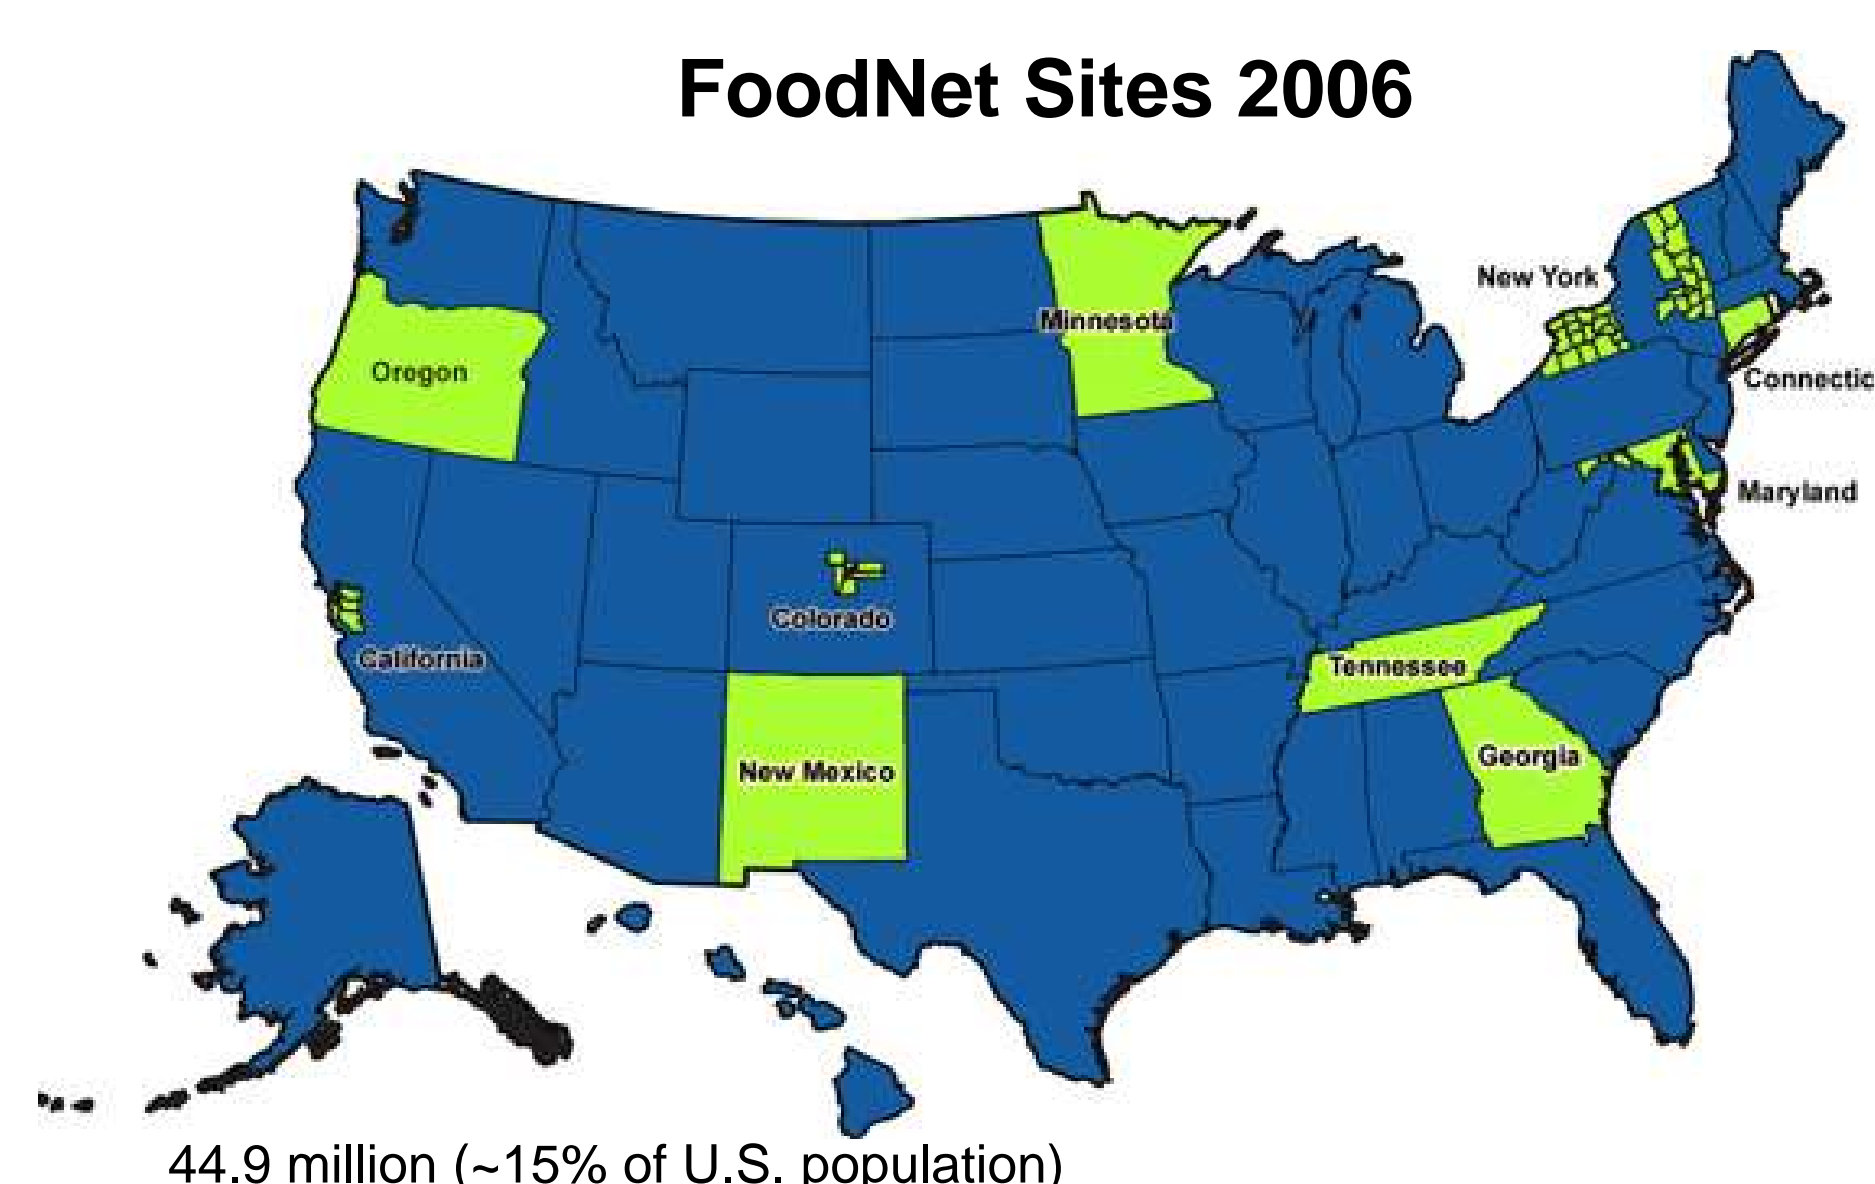 FoodNet Sites 2006
New York
Minnesota
Oregon
Connectic
Maryland
Colorado
California
Tennessee
Georgia
New Mexico
44.9 million (~15% of U.S. population)